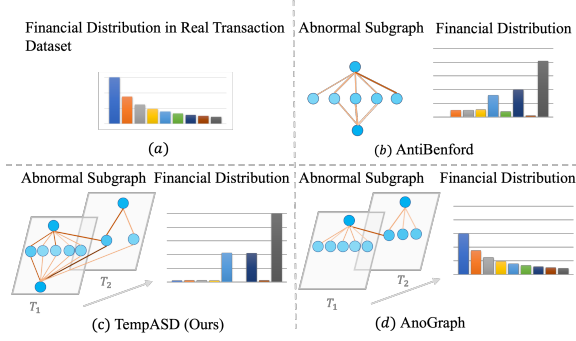 Financial Distribution in Real Transaction
Dataset
(a)
Abnormal Subgraph Financial Distribution
(b) AntiBenford
Abnormal Subgraph Financial Distribution
T1
T2
(c) TempASD (Ours)
Abnormal Subgraph Financial Distribution
T1
T2
(d) AnoGraph